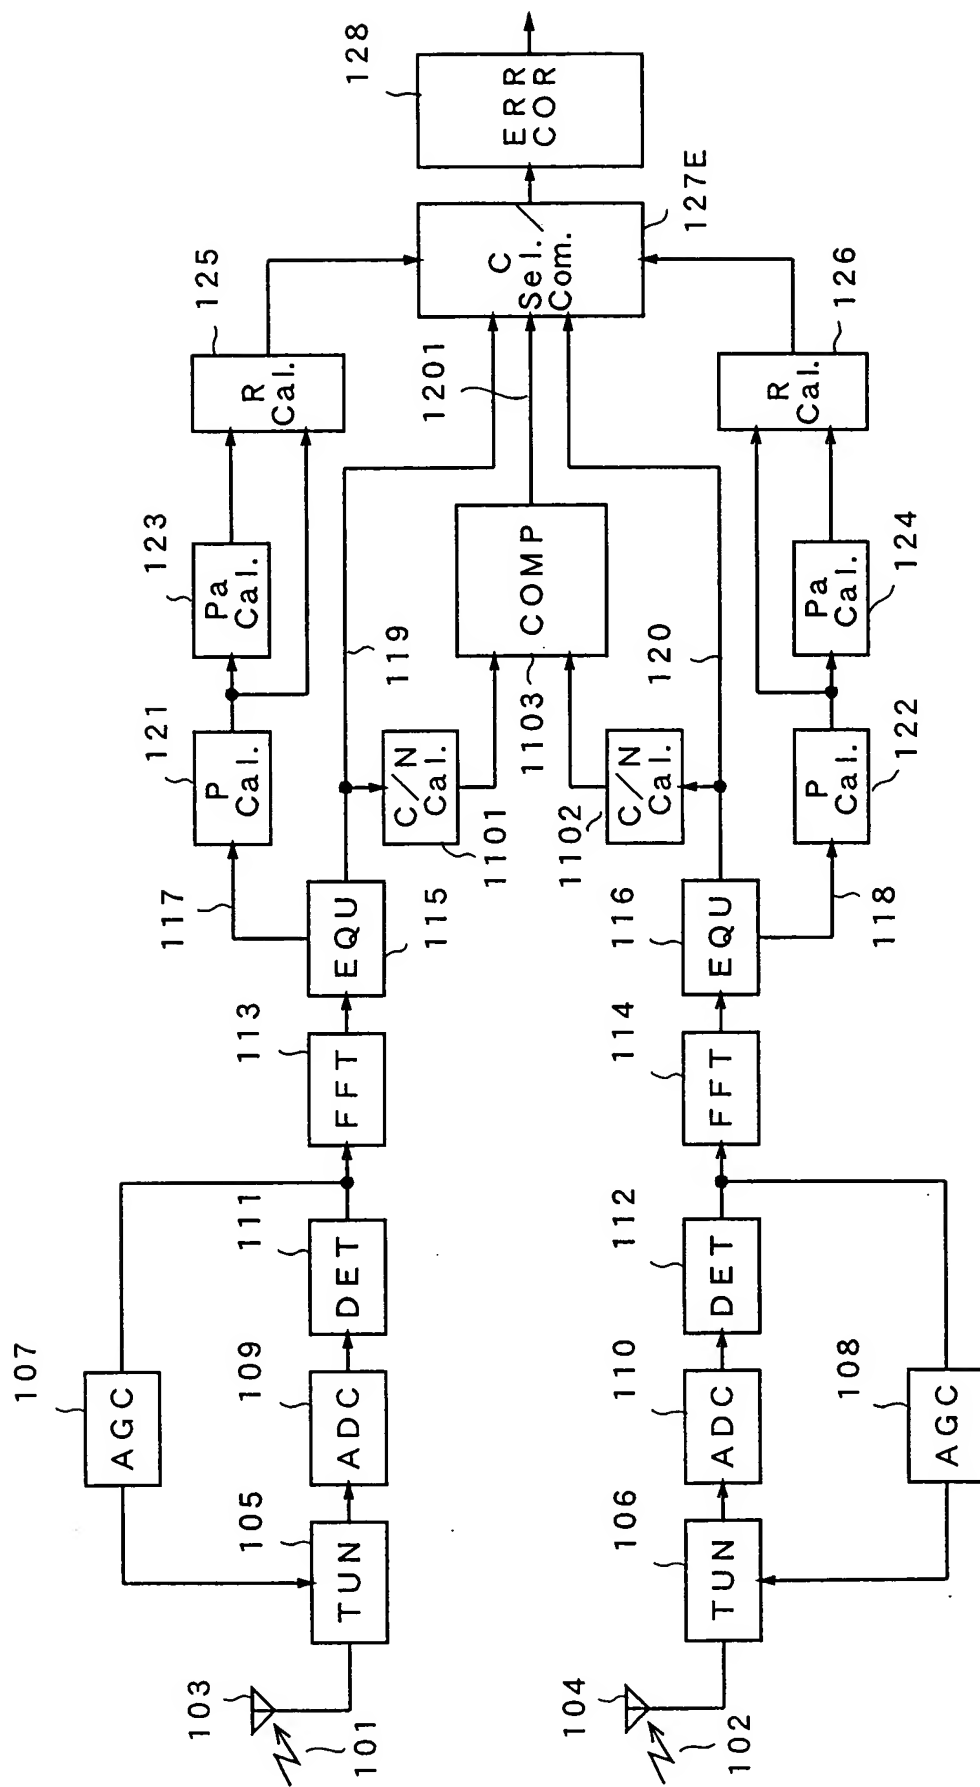 103
101
TUN
105
AGC
107
ADC
109
DET
111
FFT
113
EQU
115
117
P
Cal.
121
Pa
Cal.
123
R
Cal.
125
119
C/N
Cal.
1101
COMP
1103
1201
C
Sel./
Com.
127E
ERR
COR
128
104
102
TUN
106
AGC
108
ADC
110
DET
112
FFT
114
EQU
116
118
C/N
Cal.
1102
120
P
Cal.
122
Pa
Cal.
124
R
Cal.
126